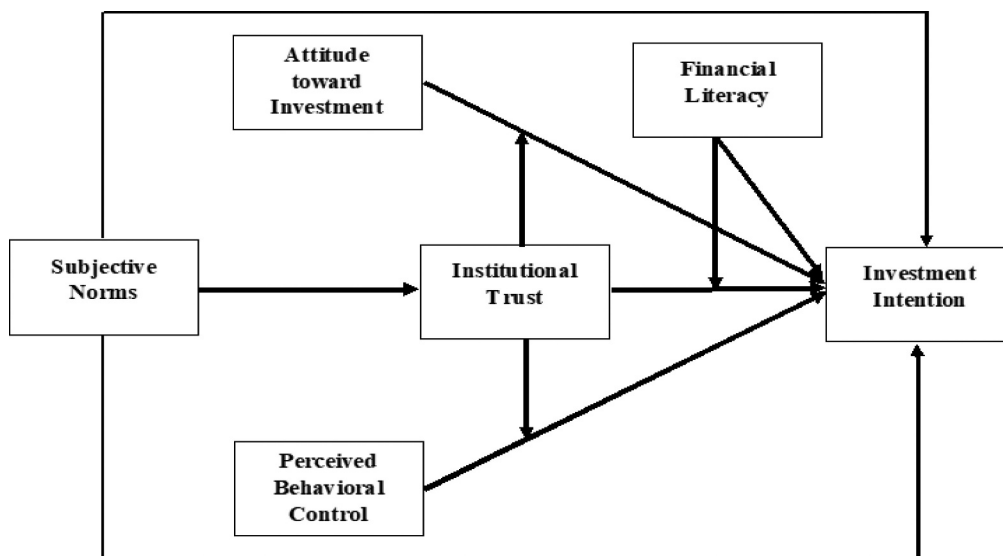 Attitude
toward
Investment
Financial
Literacy
Subjective
Norms
Institutional
Trust
Investment
Intention
Perceived
Behavioral
Control